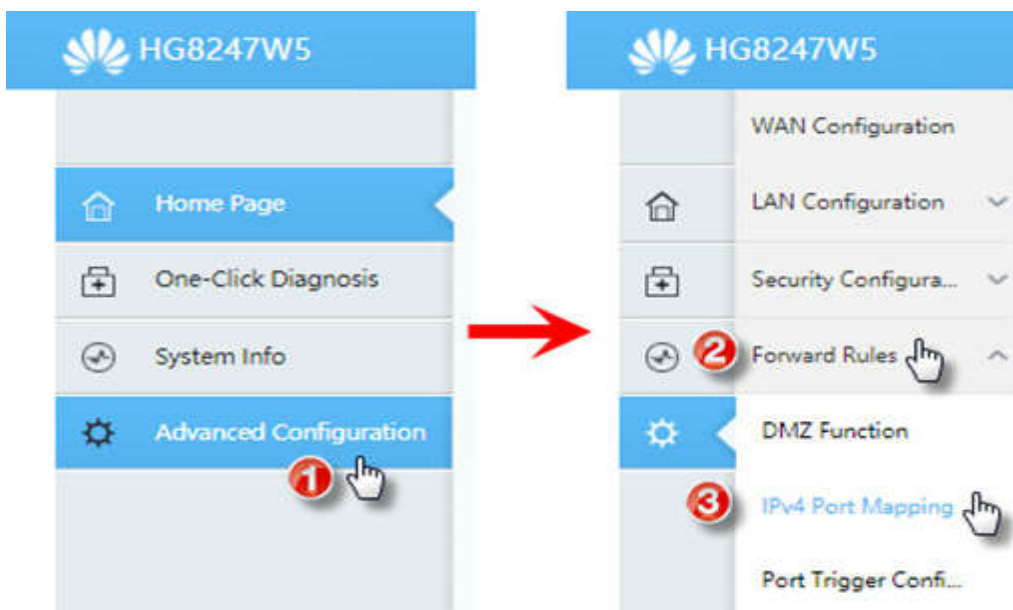 HG8247W5
Home Page
One-Click Diagnosis
System Info
Advanced Configuration
1
HG8247W5
WAN Configuration
LAN Configuration
Security Configura...
2 Forward Rules
DMZ Function
3 IPv4 Port Mapping
Port Trigger Confi...